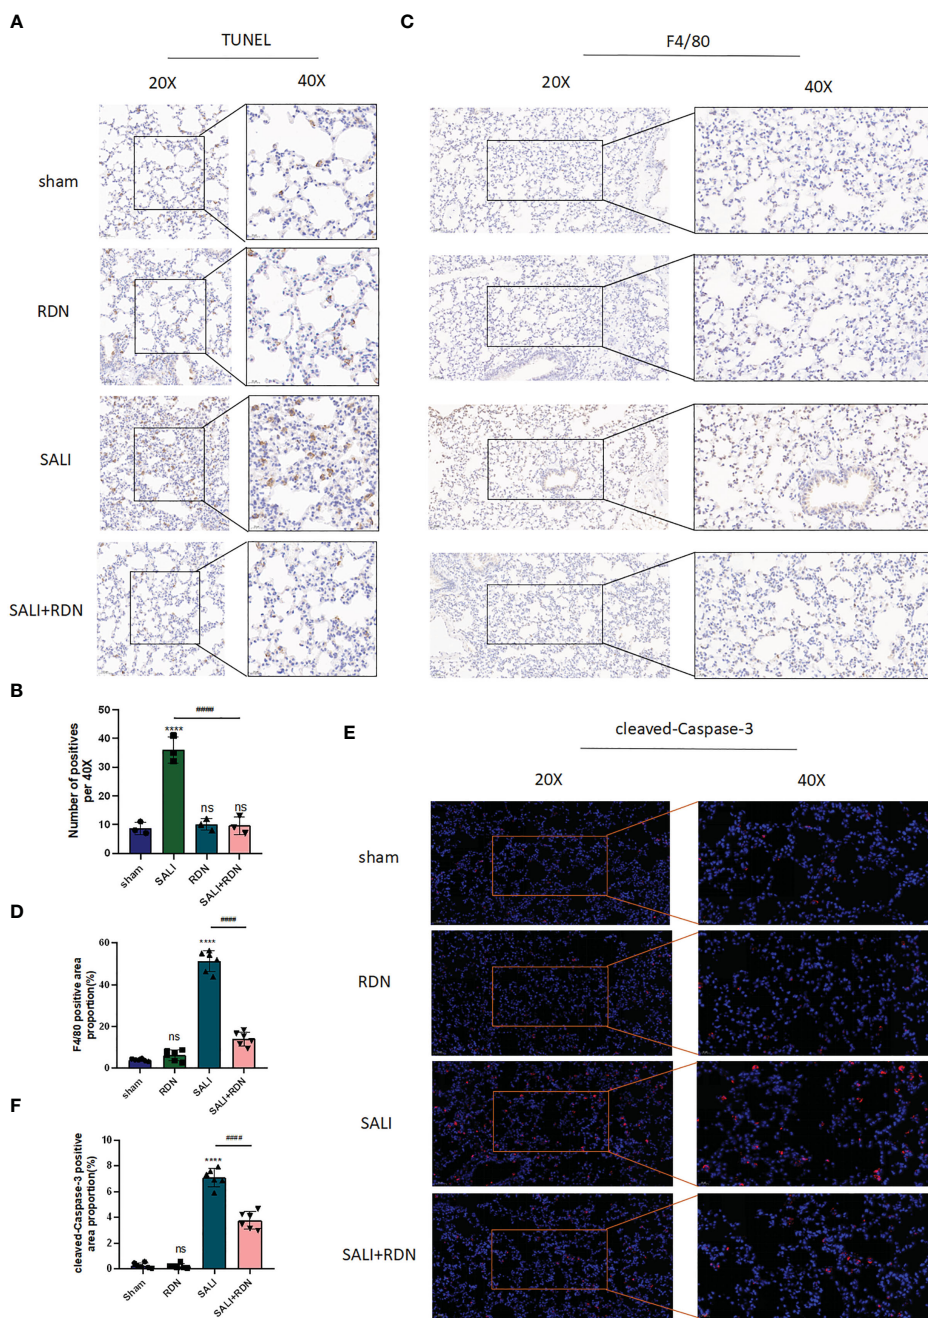 A
TUNEL
20X 40X
sham
RDN
SALI
SALI+RDN
C
F4/80
20X 40X
B
Number of positives
per 40X
50
40
30
20
10
0
****
####
ns
ns
sham
SALI
RDN
SALI+RDN
D
F4/80 positive area
proportion(%)
60
40
20
0
ns
****
####
sham
RDN
SALI
SALI+RDN
F
cleaved-Caspase-3 positive
area proportion(%)
8
6
4
2
0
ns
****
####
Sham
RDN
SALI
SALI+RDN
E
cleaved-Caspase-3
20X 40X
sham
RDN
SALI
SALI+RDN